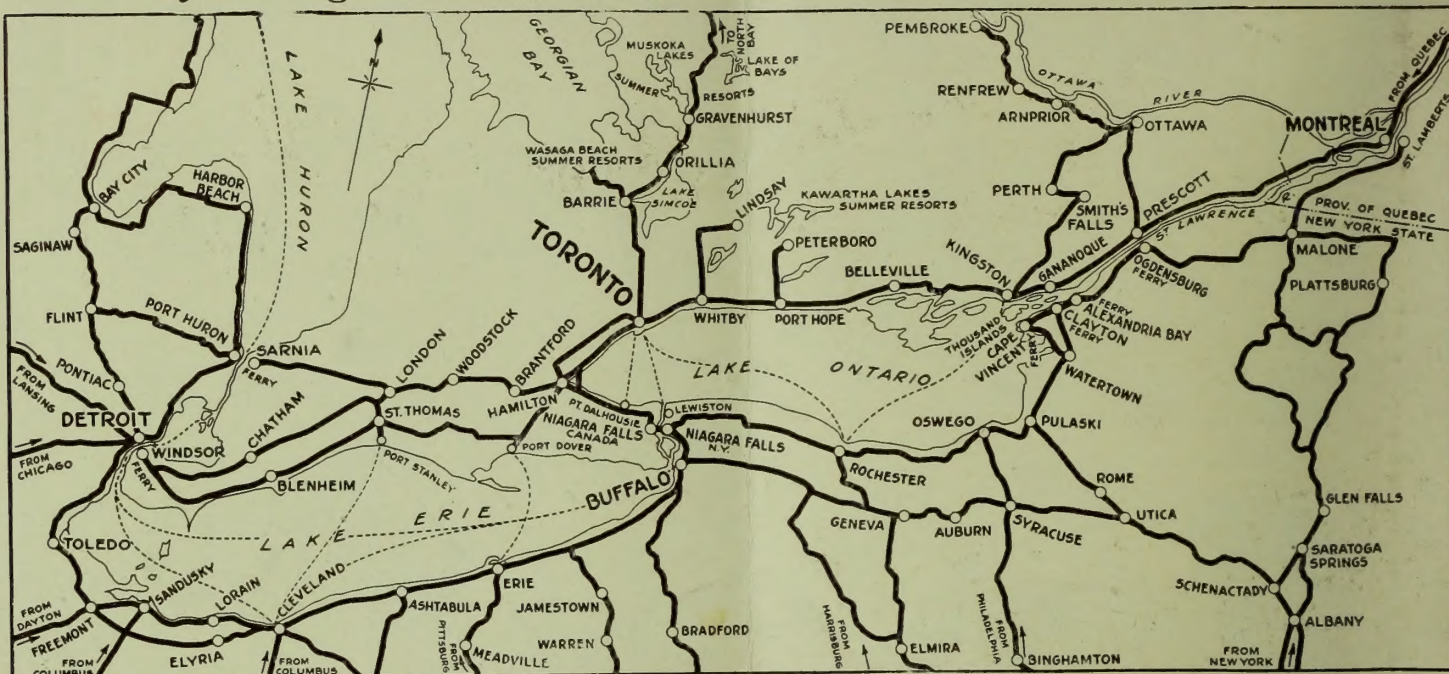 LAKE HURON
GEORGIAN BAY
MUSKOKA LAKES
SUMMER RESORTS
TO NORTH BAY
LAKE OF BAYS
GRAVENHURST
WASAGA BEACH
SUMMER RESORTS
ORILLIA
LAKE SIMCOE
BARRIE
N
PEMBROKE
OTTAWA RIVER
RENFREW
ARNPRIOR
OTTAWA
FROM QUEBEC
MONTREAL
ST. LAMBERTS
BAY CITY
HARBOR BEACH
SAGINAW
FLINT
PORT HURON
SARNIA
FERRY
PONTIAC
FROM LANSING
DETROIT
FROM CHICAGO
WINDSOR
FERRY
CHATHAM
BLENHEIM
LONDON
ST. THOMAS
WOODSTOCK
BRANTFORD
HAMILTON
PORT STANLEY
PORT DOVER
TORONTO
PT. DALHOUSIE
NIAGARA FALLS
CANADA
LEWISTON
NIAGARA FALLS
N.Y.
BUFFALO
LINDSAY
KAWARTHA LAKES
SUMMER RESORTS
PETERBORO
WHITBY
PORT HOPE
BELLEVILLE
KINGSTON
GANANOQUE
PERTH
SMITH'S FALLS
PRESCOTT
ST. LAWRENCE R.
PROV. OF QUEBEC
NEW YORK STATE
OGDENSBURG
FERRY
MALONE
PLATTSBURG
THOUSAND ISLANDS
FERRY
ALEXANDRIA BAY
CLAYTON
FERRY
CAPE VINCENT
FERRY
WATERTOWN
LAKE ONTARIO
OSWEGO
PULASKI
ROCHESTER
GENEVA
AUBURN
SYRACUSE
ROME
UTICA
GLEN FALLS
SARATOGA SPRINGS
SCHENACTADY
ALBANY
FROM NEW YORK
LAKE ERIE
TOLEDO
SANDUSKY
LORAIN
CLEVELAND
FROM DAYTON
FREEMONT
FROM COLUMBUS
ELYRIA
FROM COLUMBUS
ASHTABULA
ERIE
FROM PITTSBURG
MEADVILLE
JAMESTOWN
WARREN
BRADFORD
FROM HARRISBURG
ELMIRA
FROM PHILADELPHIA
BINGHAMTON